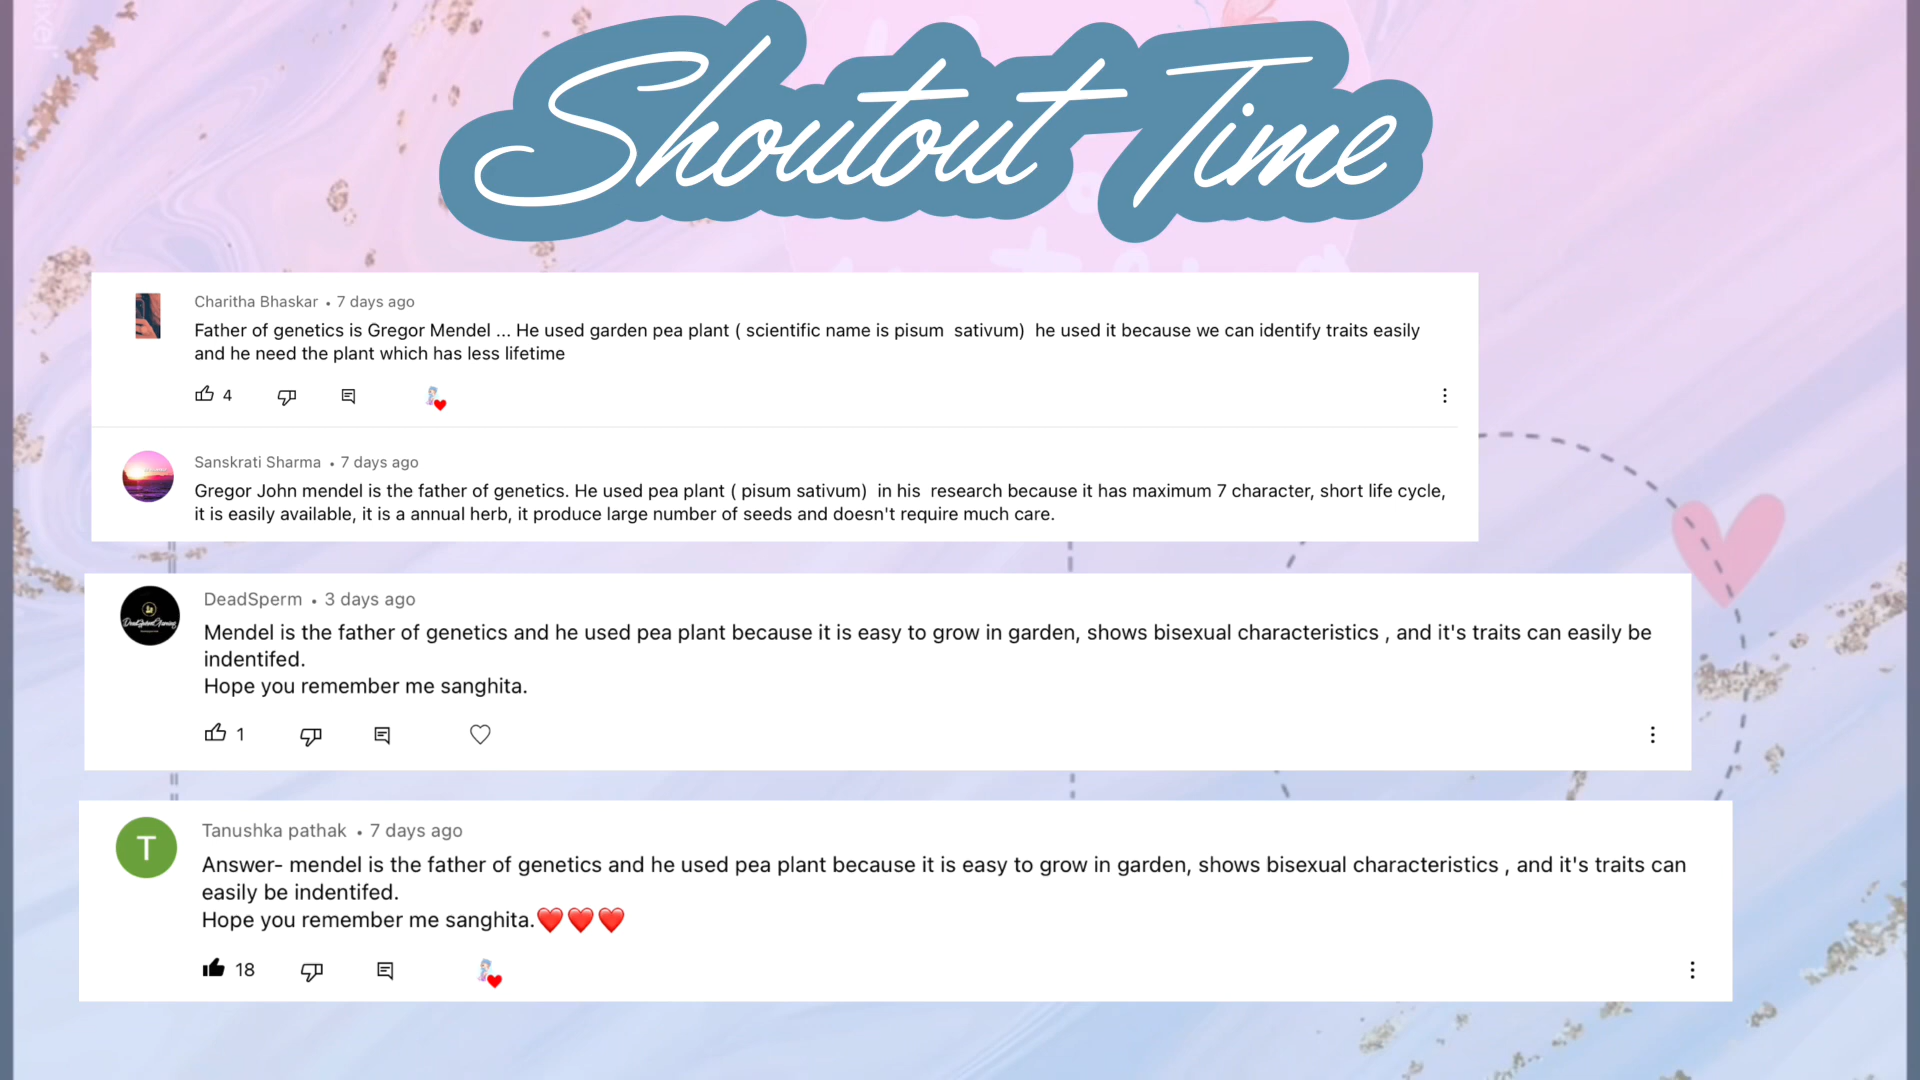 Shoutout Time
Charitha Bhaskar • 7 days ago
Father of genetics is Gregor Mendel ... He used garden pea plant ( scientific name is pisum sativum) he used it because we can identify traits easily
and he need the plant which has less lifetime
4
Sanskrati Sharma • 7 days ago
Gregor John mendel is the father of genetics. He used pea plant ( pisum sativum) in his research because it has maximum 7 character, short life cycle,
it is easily available, it is a annual herb, it produce large number of seeds and doesn't require much care.
DeadSperm • 3 days ago
Mendel is the father of genetics and he used pea plant because it is easy to grow in garden, shows bisexual characteristics , and it's traits can easily be
indentifed.
Hope you remember me sanghita.
1
T
Tanushka pathak • 7 days ago
Answer- mendel is the father of genetics and he used pea plant because it is easy to grow in garden, shows bisexual characteristics , and it's traits can
easily be indentifed.
Hope you remember me sanghita.❤️❤️❤️
18